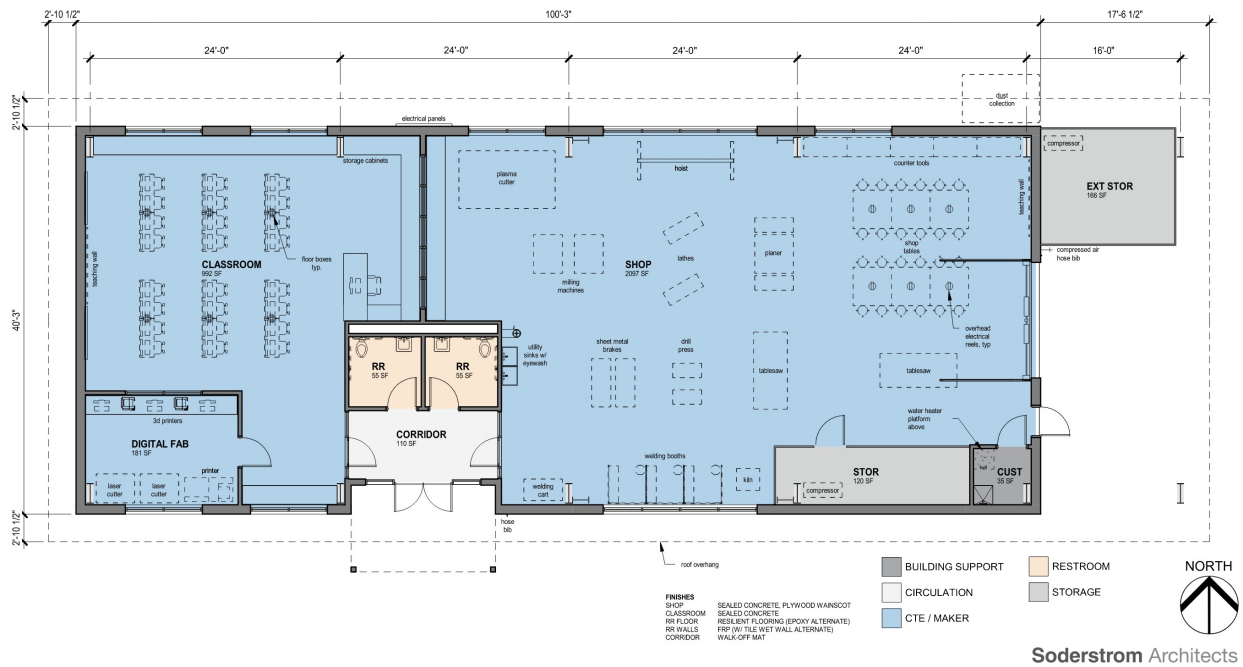 2'-10 1/2"
100'-3"
17'-6 1/2"
24'-0"
24'-0"
24'-0"
24'-0"
16'-0"
2'-10 1/2"
dust
collection
electrical panels
storage cabinets
compressor
plasma
cutter
hoist
counter tools
EXT STOR
166 SF
teaching wall
teaching wall
CLASSROOM
992 SF
floor boxes
typ.
SHOP
2097 SF
lathes
planer
shop
tables
compressed air
hose bib
milling
machines
40'-3"
overhead
electrical
reels, typ
utility
sinks w/
eyewash
sheet metal
brakes
drill
press
tablesaw
tablesaw
RR
55 SF
RR
55 SF
water heater
platform
above
3d printers
DIGITAL FAB
181 SF
CORRIDOR
110 SF
printer
laser
cutter
laser
cutter
welding booths
welding
cart
kiln
STOR
120 SF
compressor
CUST
35 SF
2'-10 1/2"
hose
bib
roof overhang
BUILDING SUPPORT
RESTROOM
CIRCULATION
STORAGE
CTE / MAKER
NORTH
FINISHES
SHOP SEALED CONCRETE, PLYWOOD WAINSCOT
CLASSROOM SEALED CONCRETE
RR FLOOR RESILIENT FLOORING (EPOXY ALTERNATE)
RR WALLS FRP (W/ TILE WET WALL ALTERNATE)
CORRIDOR WALK-OFF MAT
Soderstrom Architects